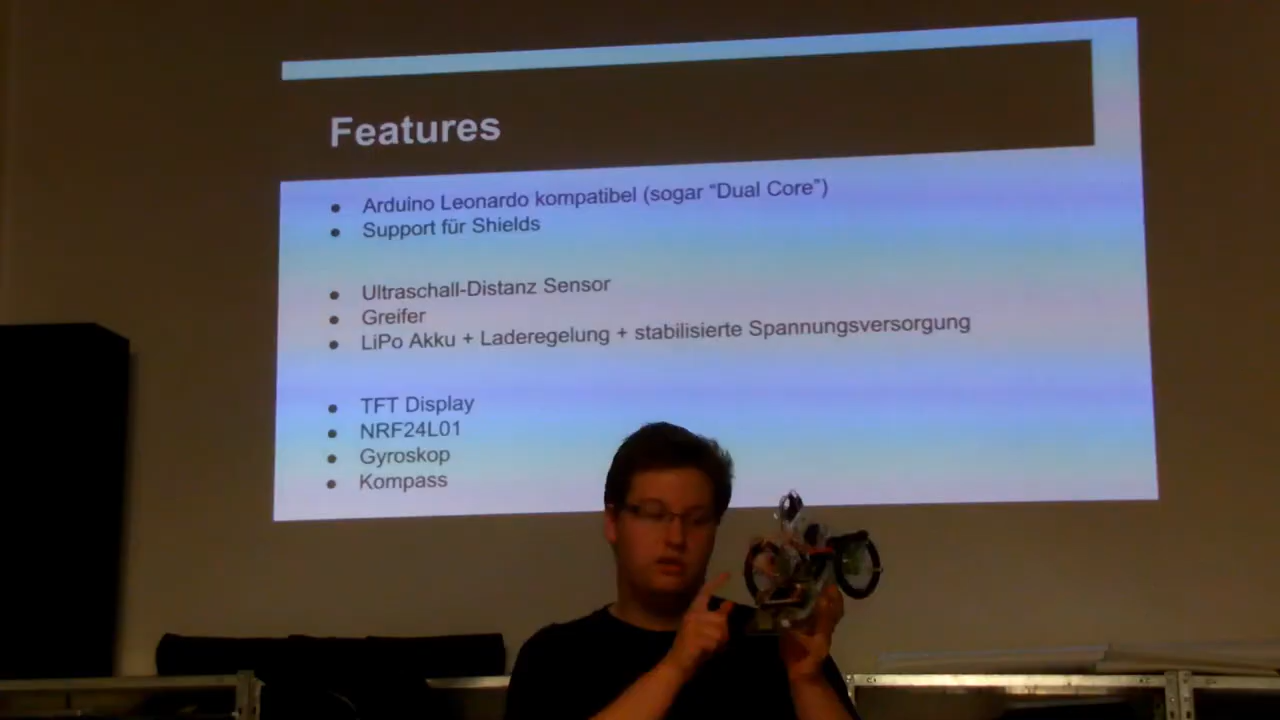 Features
● Arduino Leonardo kompatibel (sogar “Dual Core”)
● Support für Shields
● Ultraschall-Distanz Sensor
● Greifer
● LiPo Akku + Laderegelung + stabilisierte Spannungsversorgung
● TFT Display
● NRF24L01
● Gyroskop
● Kompass